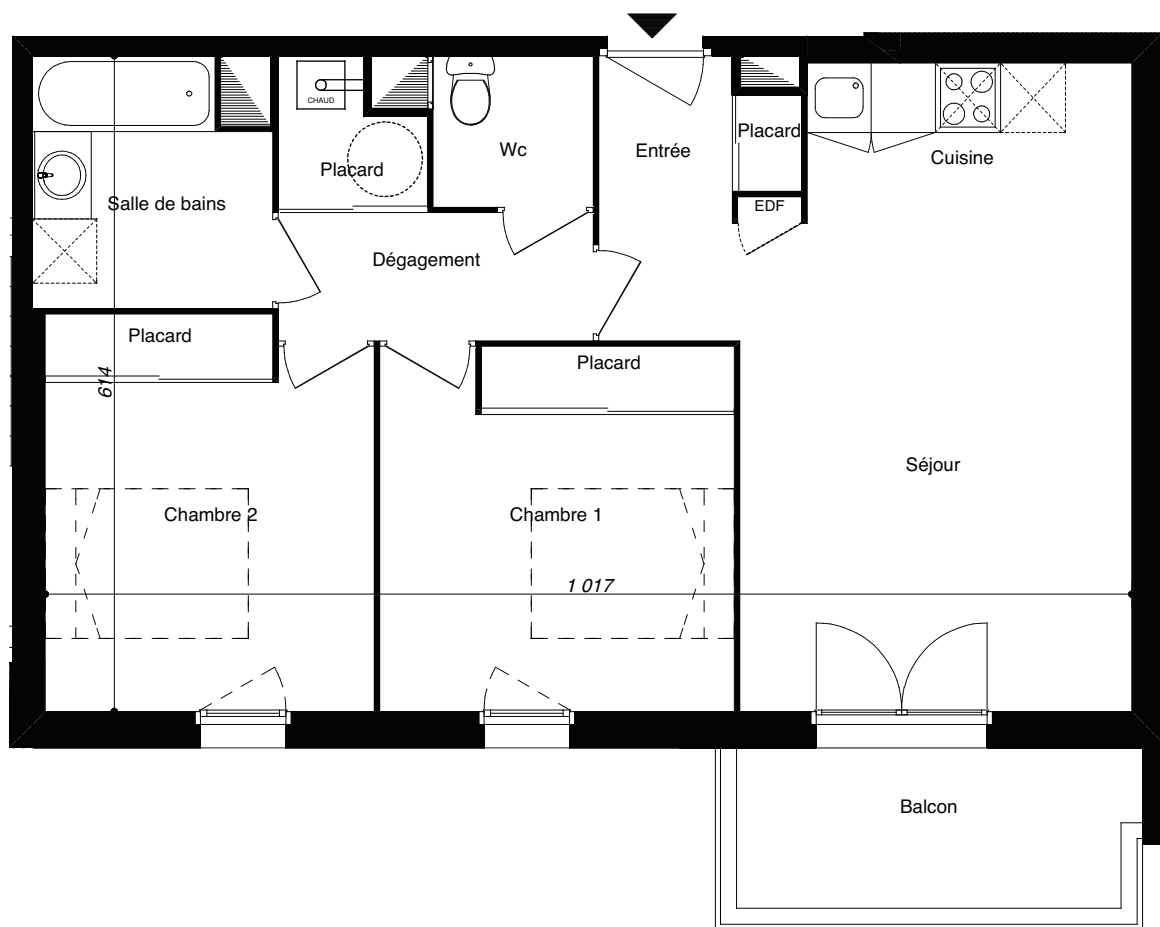 CHAUD
Placard
Wc
Entrée
Placard
Cuisine
Salle de bains
EDF
Dégagement
Placard
Placard
614
Séjour
Chambre 2
Chambre 1
1 017
Balcon